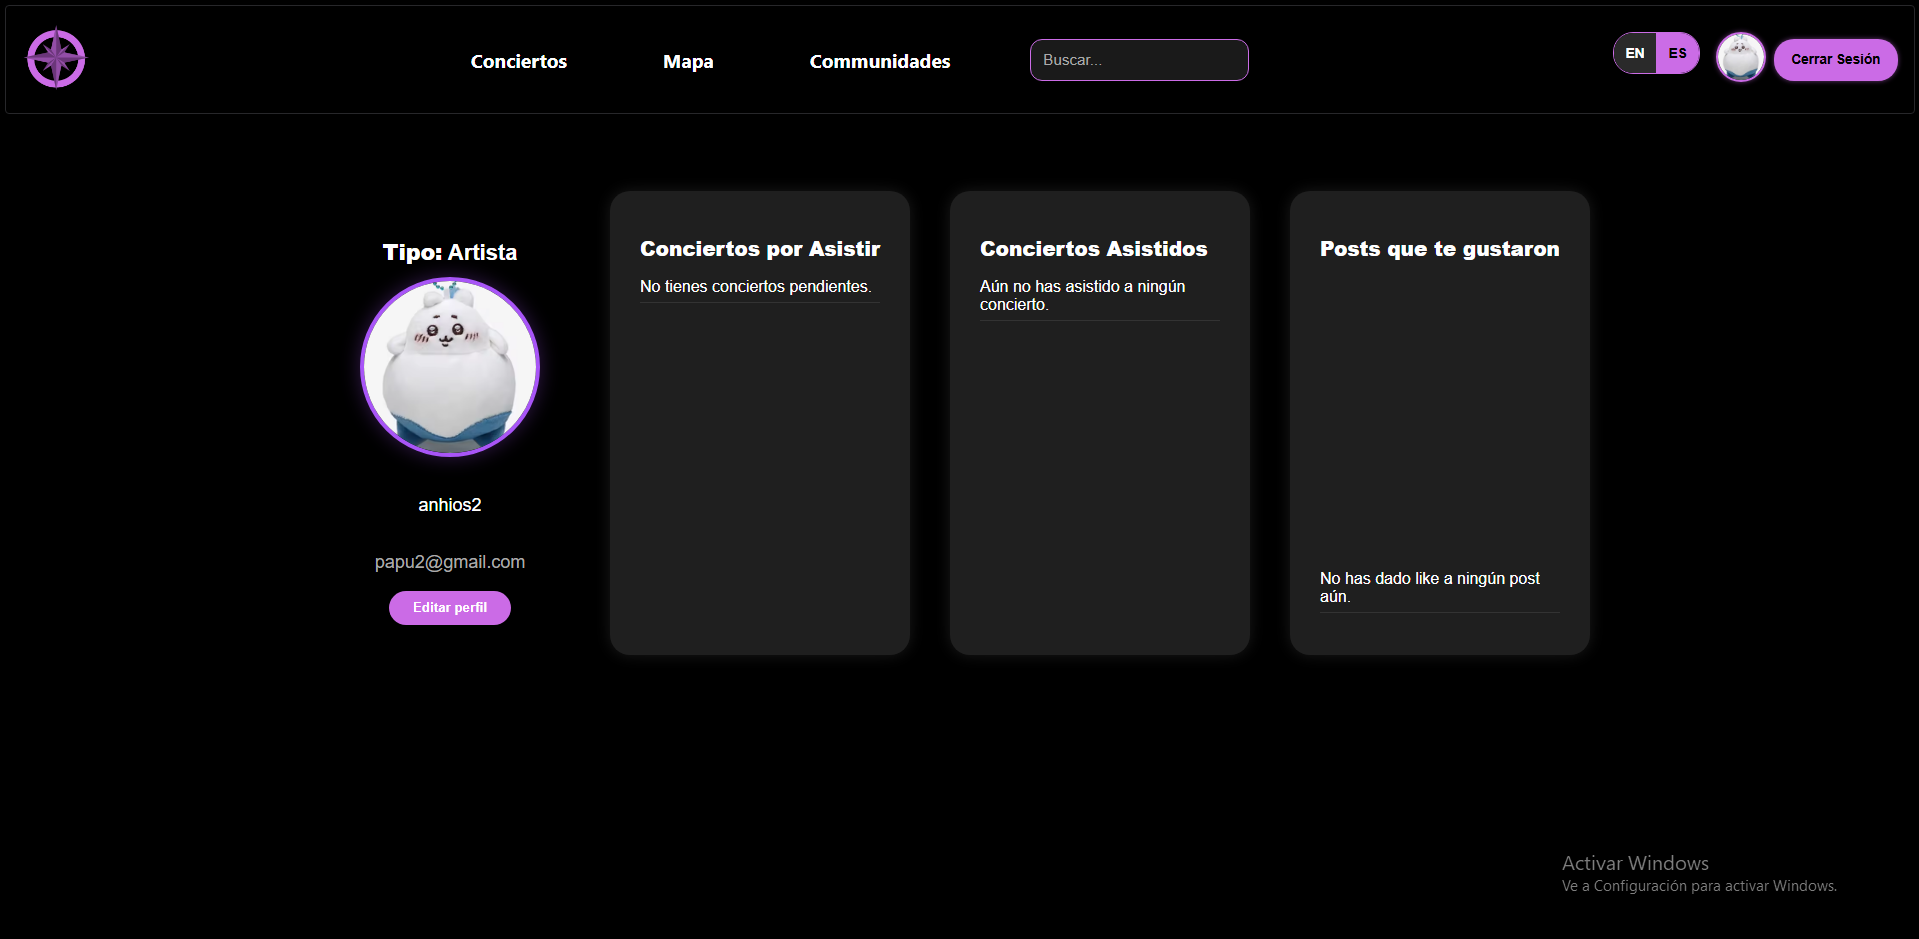 Conciertos
Mapa
Communidades
Buscar...
EN
ES
Cerrar Sesión
Tipo: Artista
anhios2
papu2@gmail.com
Editar perfil
Conciertos por Asistir
No tienes conciertos pendientes.
Conciertos Asistidos
Aún no has asistido a ningún
concierto.
Posts que te gustaron
No has dado like a ningún post
aún.
Activar Windows
Ve a Configuración para activar Windows.